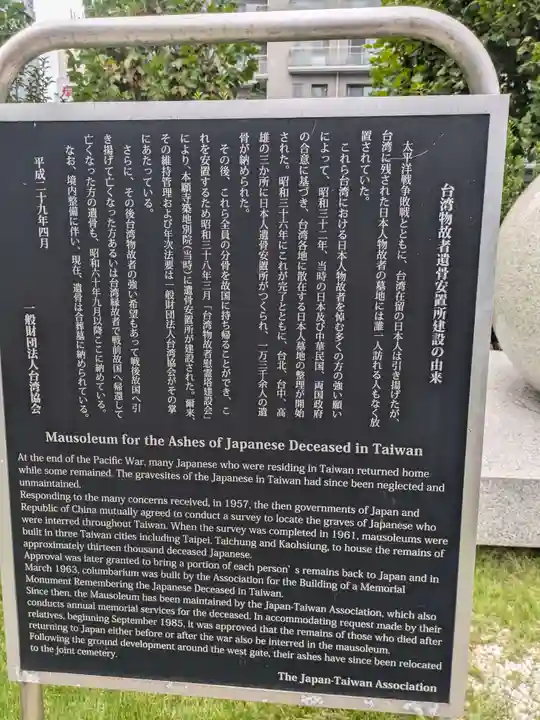 台湾物故者遺骨安置所建設の由来
太平洋戦争敗戦とともに、台湾在留の日本人は引き揚げたが、
台湾に残された日本人物故者の墓地には誰一人訪れる人もなく放
置されていた。
これら台湾における日本人物故者を悼む多くの方の強い願い
によって、昭和三十二年、当時の日本及び中華民国、両国政府
の合意に基づき、台湾各地に散在する日本人墓地の整理が開始
された。昭和三十六年にこれが完了とともに、台北、台中、高
雄の三か所に日本人遺骨安置所がつくられ、一万三千余人の遺
骨が納められた。
その後、これら全員の分骨を故国に持ち帰ることができ、こ
れを安置するため昭和三十八年三月「台湾物故者慰霊塔建設会」
により、本願寺築地別院(当時)に遺骨安置所が建設された。爾来、
その維持管理および年次法要は一般財団法人台湾協会がその掌
にあたっている。
さらに、その後台湾物故者の強い希望もあって戦後故国へ引
き揚げて亡くなった方あるいは台湾縁故者で戦前故国へ帰還して
亡くなった方の遺骨も、昭和六十年九月以降ここに納めている。
なお、境内整備に伴い、現在、遺骨は合葬墓に納められている。
平成二十九年四月
一般財団法人台湾協会
Mausoleum for the Ashes of Japanese Deceased in Taiwan
At the end of the Pacific War, many Japanese who were residing in Taiwan returned home
while some remained. The gravesites of the Japanese in Taiwan had since been neglected and
unmaintained.
Responding to the many concerns received, in 1957, the then governments of Japan and
Republic of China mutually agreed to conduct a survey to locate the graves of Japanese who
were interred throughout Taiwan. When the survey was completed in 1961, mausoleums were
built in three Taiwan cities including Taipei, Taichung and Kaohsiung, to house the remains of
approximately thirteen thousand deceased Japanese.
Approval was later granted to bring a portion of each person's remains back to Japan and in
March 1963, columbarium was built by the Association for the Building of a Memorial
Monument Remembering the Japanese Deceased in Taiwan.
Since then, the Mausoleum has been maintained by the Japan-Taiwan Association, which also
conducts annual memorial services for the deceased. In accommodating request made by their
relatives, beginning September 1985, it was approved that the remains of those who died after
returning to Japan either before or after the war also be interred in the mausoleum.
Following the ground development around the west gate, their ashes have since been relocated
to the joint cemetery.
The Japan-Taiwan Association